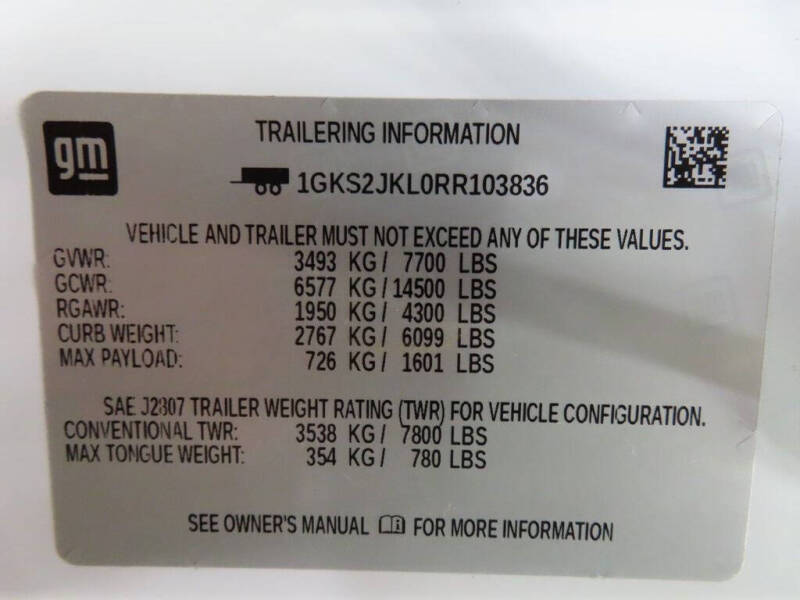 gm
TRAILERING INFORMATION
1GKS2JKL0RR103836
VEHICLE AND TRAILER MUST NOT EXCEED ANY OF THESE VALUES.
GVWR: 3493 KG/ 7700 LBS
GCWR: 6577 KG/ 14500 LBS
RGAWR: 1950 KG/ 4300 LBS
CURB WEIGHT: 2767 KG/ 6099 LBS
MAX PAYLOAD: 726 KG/ 1601 LBS
SAE J2807 TRAILER WEIGHT RATING (TWR) FOR VEHICLE CONFIGURATION.
CONVENTIONAL TWR: 3538 KG/ 7800 LBS
MAX TONGUE WEIGHT: 354 KG/ 780 LBS
SEE OWNER'S MANUAL FOR MORE INFORMATION